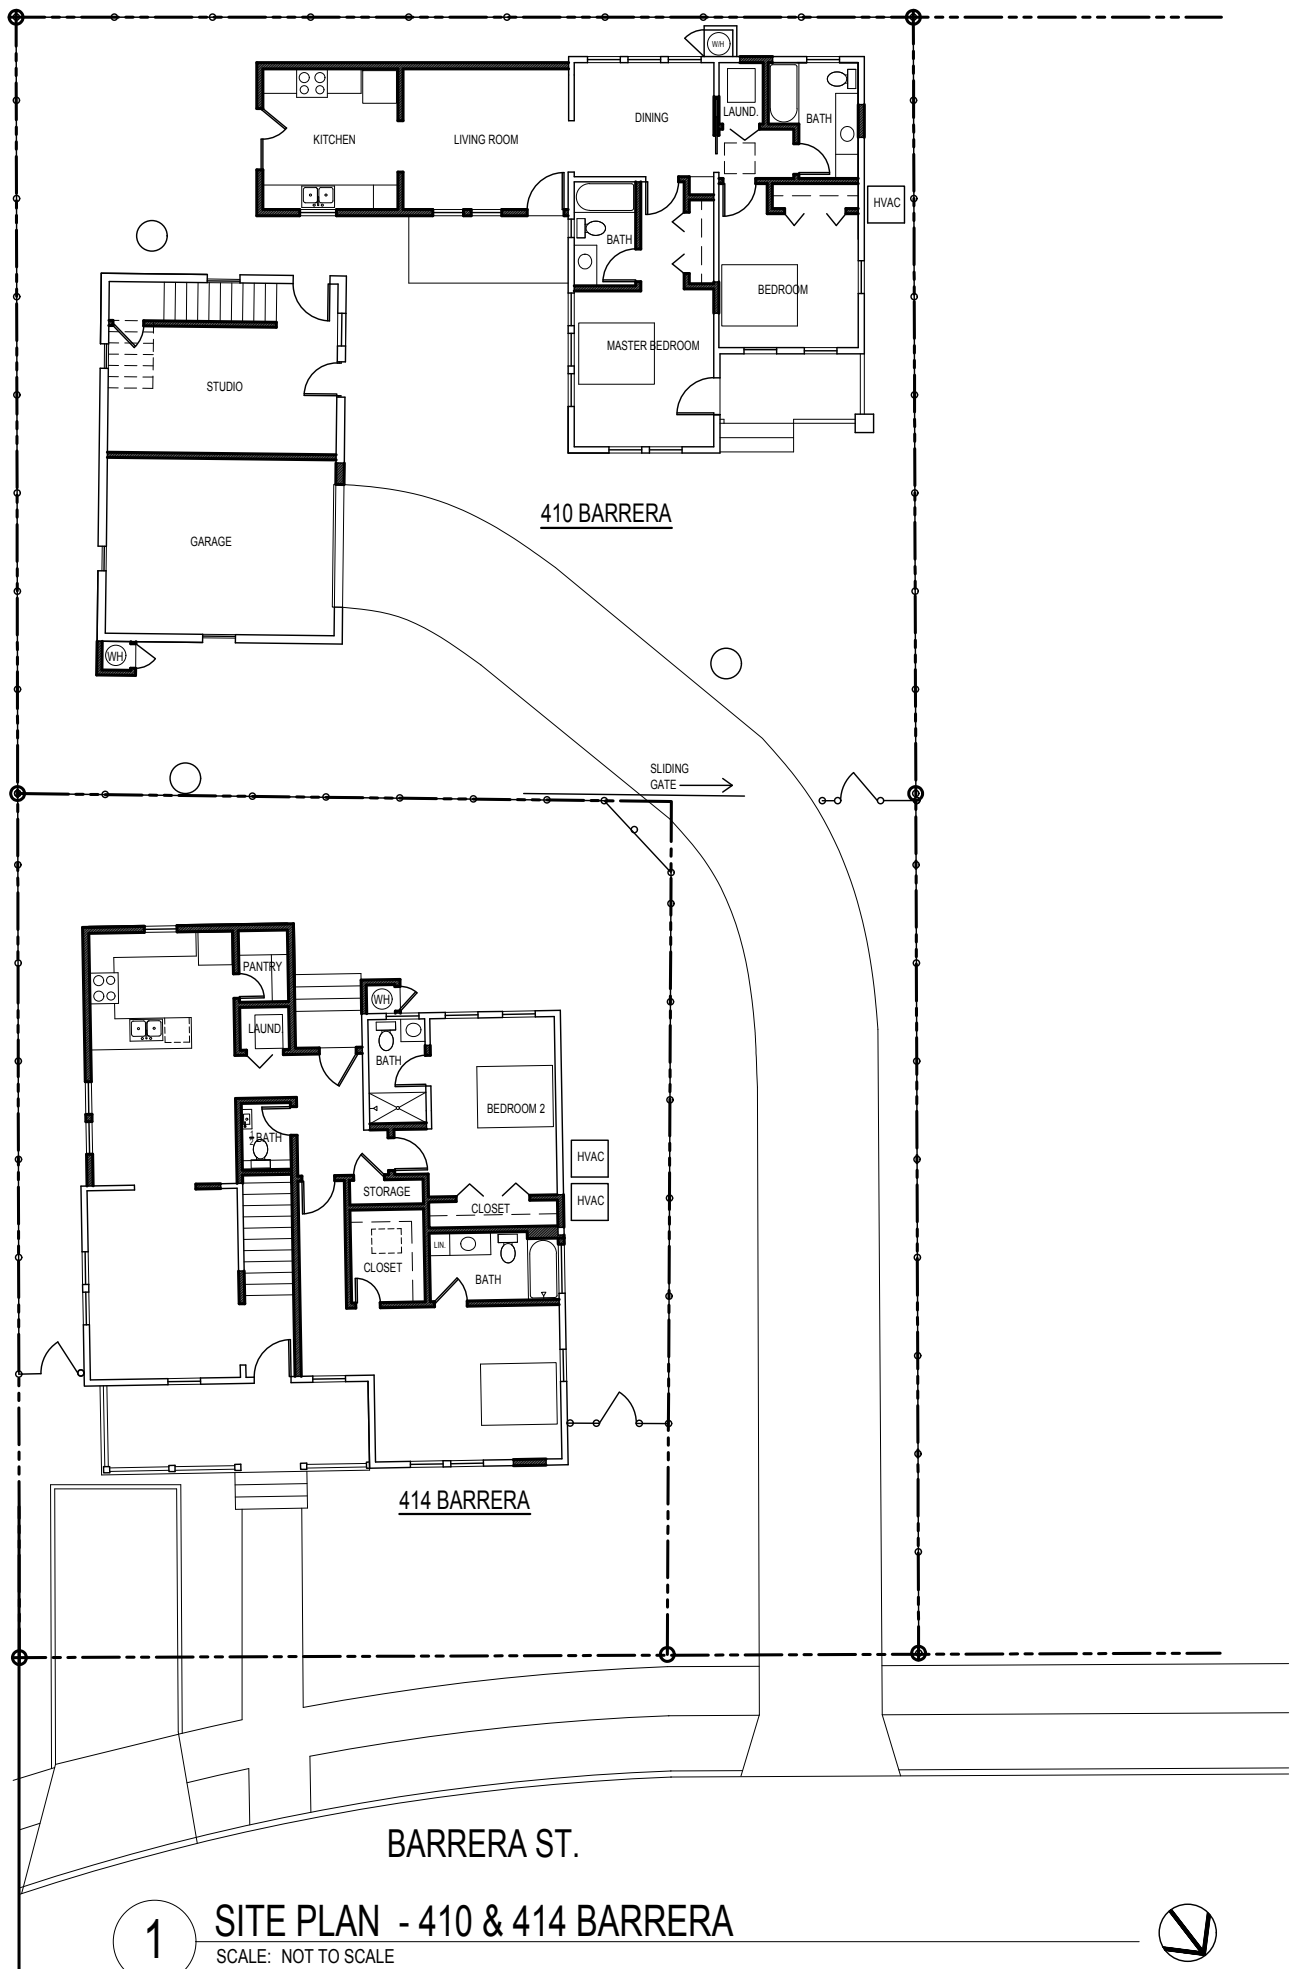 W/H
KITCHEN
LIVING ROOM
DINING
LAUND.
BATH
HVAC
BATH
BEDROOM
MASTER BEDROOM
STUDIO
GARAGE
WH
410 BARRERA
SLIDING
GATE
PANTRY
WH
LAUND.
BATH
BEDROOM 2
BATH
HVAC
STORAGE
HVAC
CLOSET
LIN.
CLOSET
BATH
414 BARRERA
BARRERA ST.
1
SITE PLAN - 410 & 414 BARRERA
SCALE: NOT TO SCALE